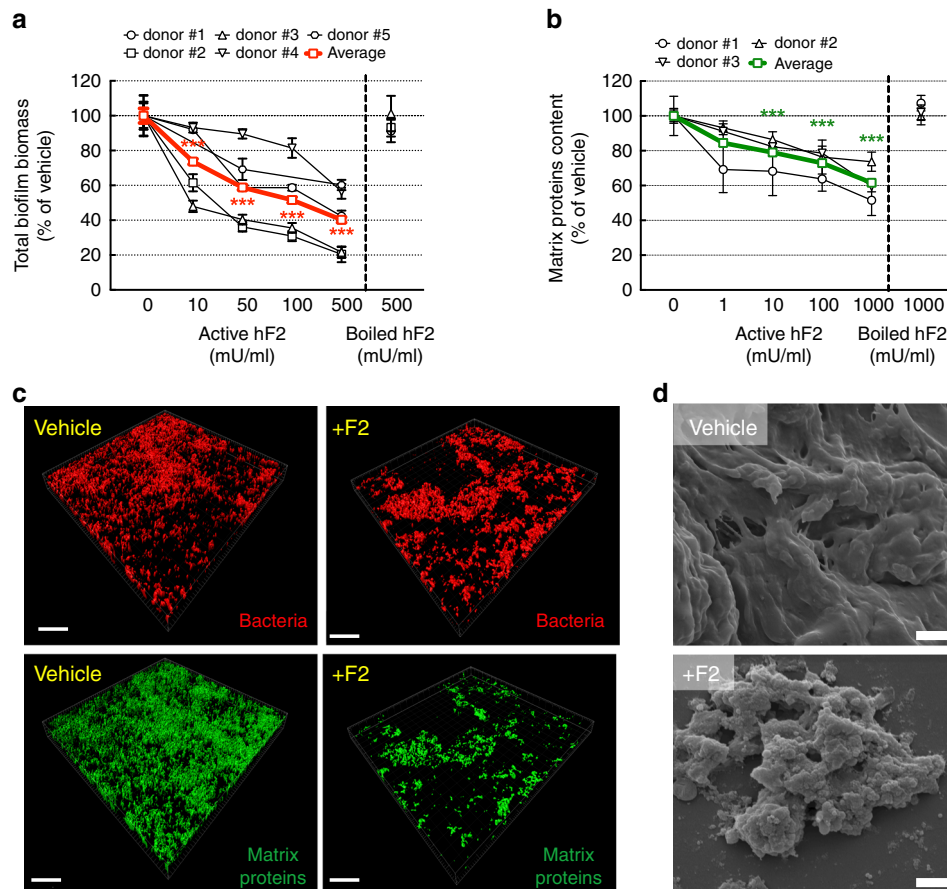 a
donor #1 donor #3 donor #5
donor #2 donor #4 Average
120
100
80
60
40
20
0
Total biofilm biomass
(% of vehicle)
***
***
***
***
0 10 50 100 500 500
Active hF2 Boiled hF2
(mU/ml) (mU/ml)
b
donor #1 donor #2
donor #3 Average
120
100
80
60
40
20
0
Matrix proteins content
(% of vehicle)
***
***
***
0 1 10 100 1000 1000
Active hF2 Boiled hF2
(mU/ml) (mU/ml)
c
Vehicle
Bacteria
+F2
Bacteria
Vehicle
Matrix
proteins
+F2
Matrix
proteins
d
Vehicle
+F2